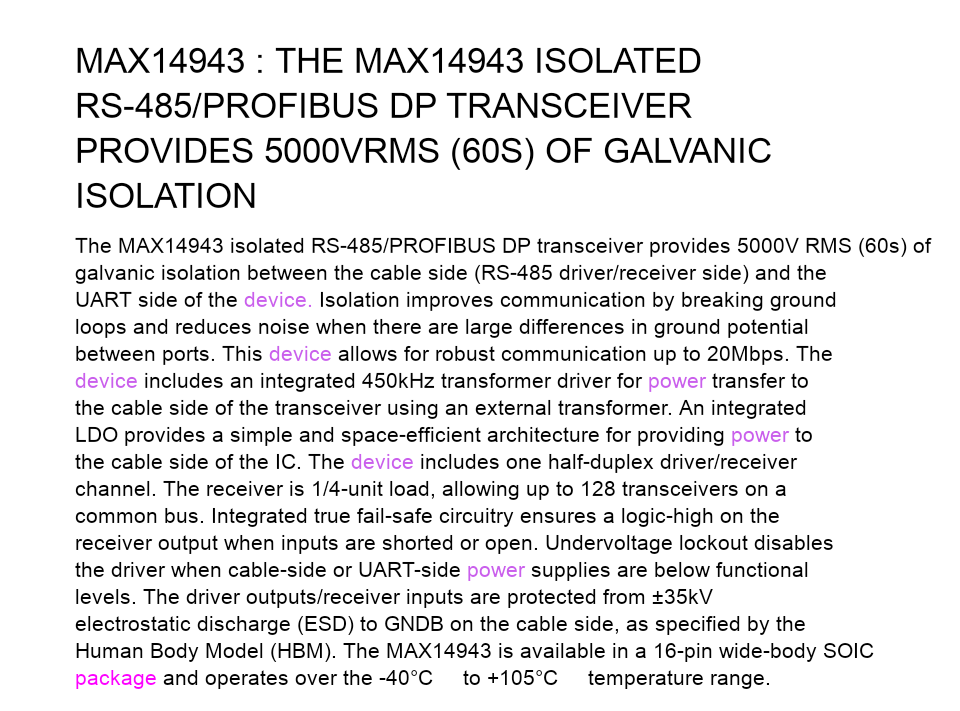 MAX14943 : THE MAX14943 ISOLATED
RS-485/PROFIBUS DP TRANSCEIVER
PROVIDES 5000VRMS (60S) OF GALVANIC
ISOLATION
The MAX14943 isolated RS-485/PROFIBUS DP transceiver provides 5000V RMS (60s) of
galvanic isolation between the cable side (RS-485 driver/receiver side) and the
UART side of the device. Isolation improves communication by breaking ground
loops and reduces noise when there are large differences in ground potential
between ports. This device allows for robust communication up to 20Mbps. The
device includes an integrated 450kHz transformer driver for power transfer to
the cable side of the transceiver using an external transformer. An integrated
LDO provides a simple and space-efficient architecture for providing power to
the cable side of the IC. The device includes one half-duplex driver/receiver
channel. The receiver is 1/4-unit load, allowing up to 128 transceivers on a
common bus. Integrated true fail-safe circuitry ensures a logic-high on the
receiver output when inputs are shorted or open. Undervoltage lockout disables
the driver when cable-side or UART-side power supplies are below functional
levels. The driver outputs/receiver inputs are protected from ±35kV
electrostatic discharge (ESD) to GNDB on the cable side, as specified by the
Human Body Model (HBM). The MAX14943 is available in a 16-pin wide-body SOIC
package and operates over the -40°C to +105°C temperature range.